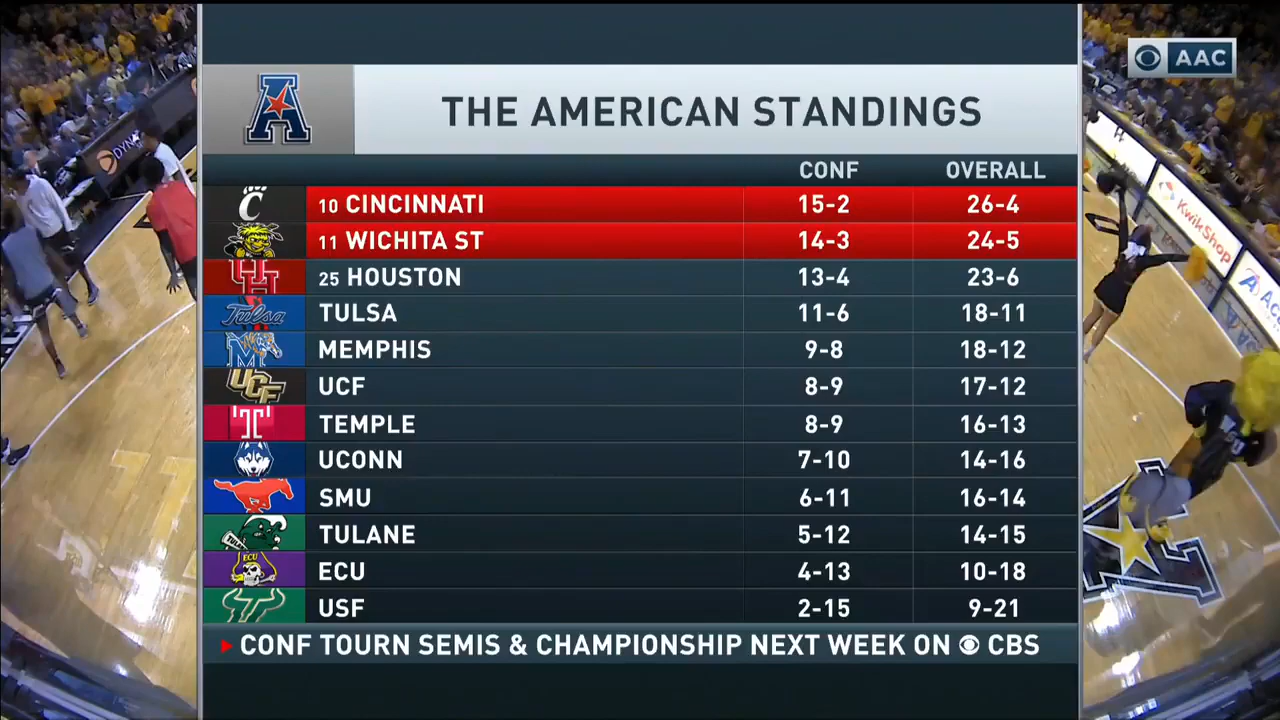 AAC
THE AMERICAN STANDINGS
CONF OVERALL
C 10 CINCINNATI 15-2 26-4
11 WICHITA ST 14-3 24-5
UH 25 HOUSTON 13-4 23-6
Tulsa TULSA 11-6 18-11
M MEMPHIS 9-8 18-12
UCF UCF 8-9 17-12
T TEMPLE 8-9 16-13
UCONN 7-10 14-16
SMU 6-11 16-14
TULANE 5-12 14-15
ECU ECU 4-13 10-18
USF 2-15 9-21
CONF TOURN SEMIS & CHAMPIONSHIP NEXT WEEK ON CBS
KwikShop